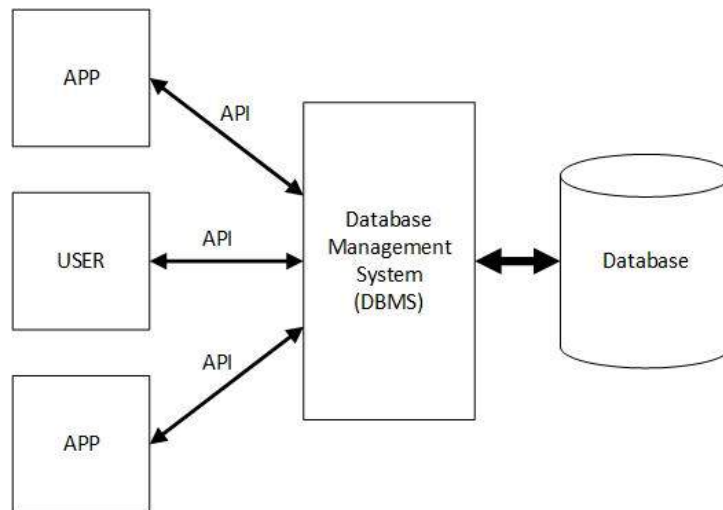 APP
API
USER
API
APP
API
Database
Management
System
(DBMS)
Database